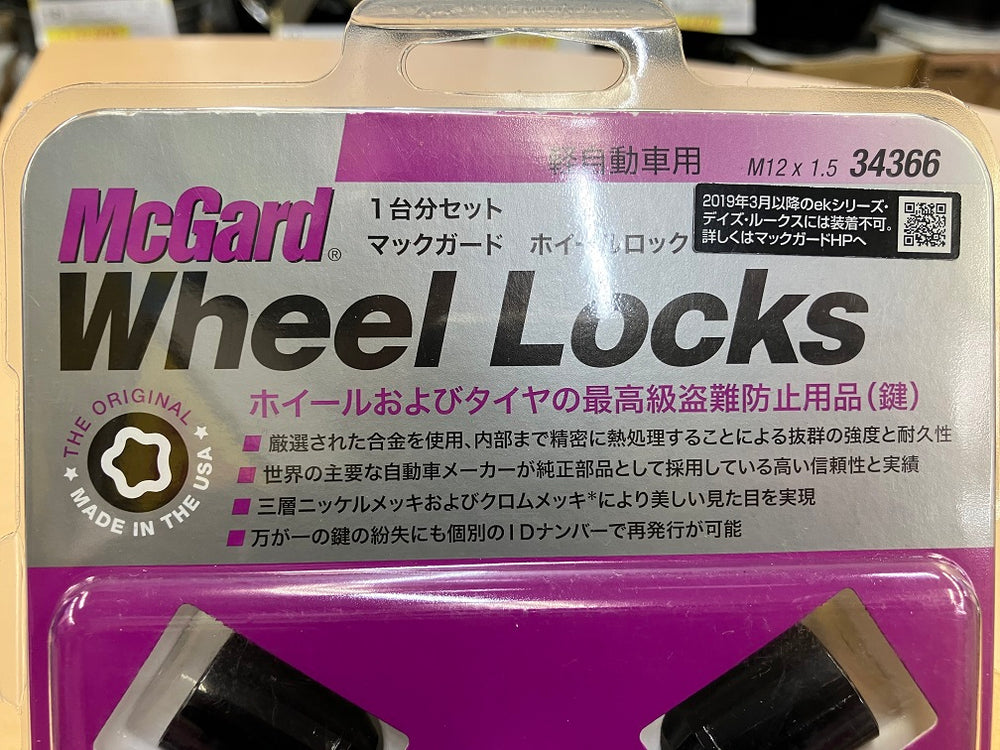 軽自動車用 M12 x 1.5 34366
McGard®
1台分セット
マックガード ホイールロック
2019年3月以降のekシリーズ・
デイズ・ルークスには装着不可。
詳しくはマックガードHPへ
Wheel Locks
THE ORIGINAL
★ MADE IN THE USA ★
ホイールおよびタイヤの最高級盗難防止用品(鍵)
■ 厳選された合金を使用、内部まで精密に熱処理することによる抜群の強度と耐久性
■ 世界の主要な自動車メーカーが純正部品として採用している高い信頼性と実績
■ 三層ニッケルメッキおよびクロムメッキ*により美しい見た目を実現
■ 万が一の鍵の紛失にも個別のIDナンバーで再発行が可能